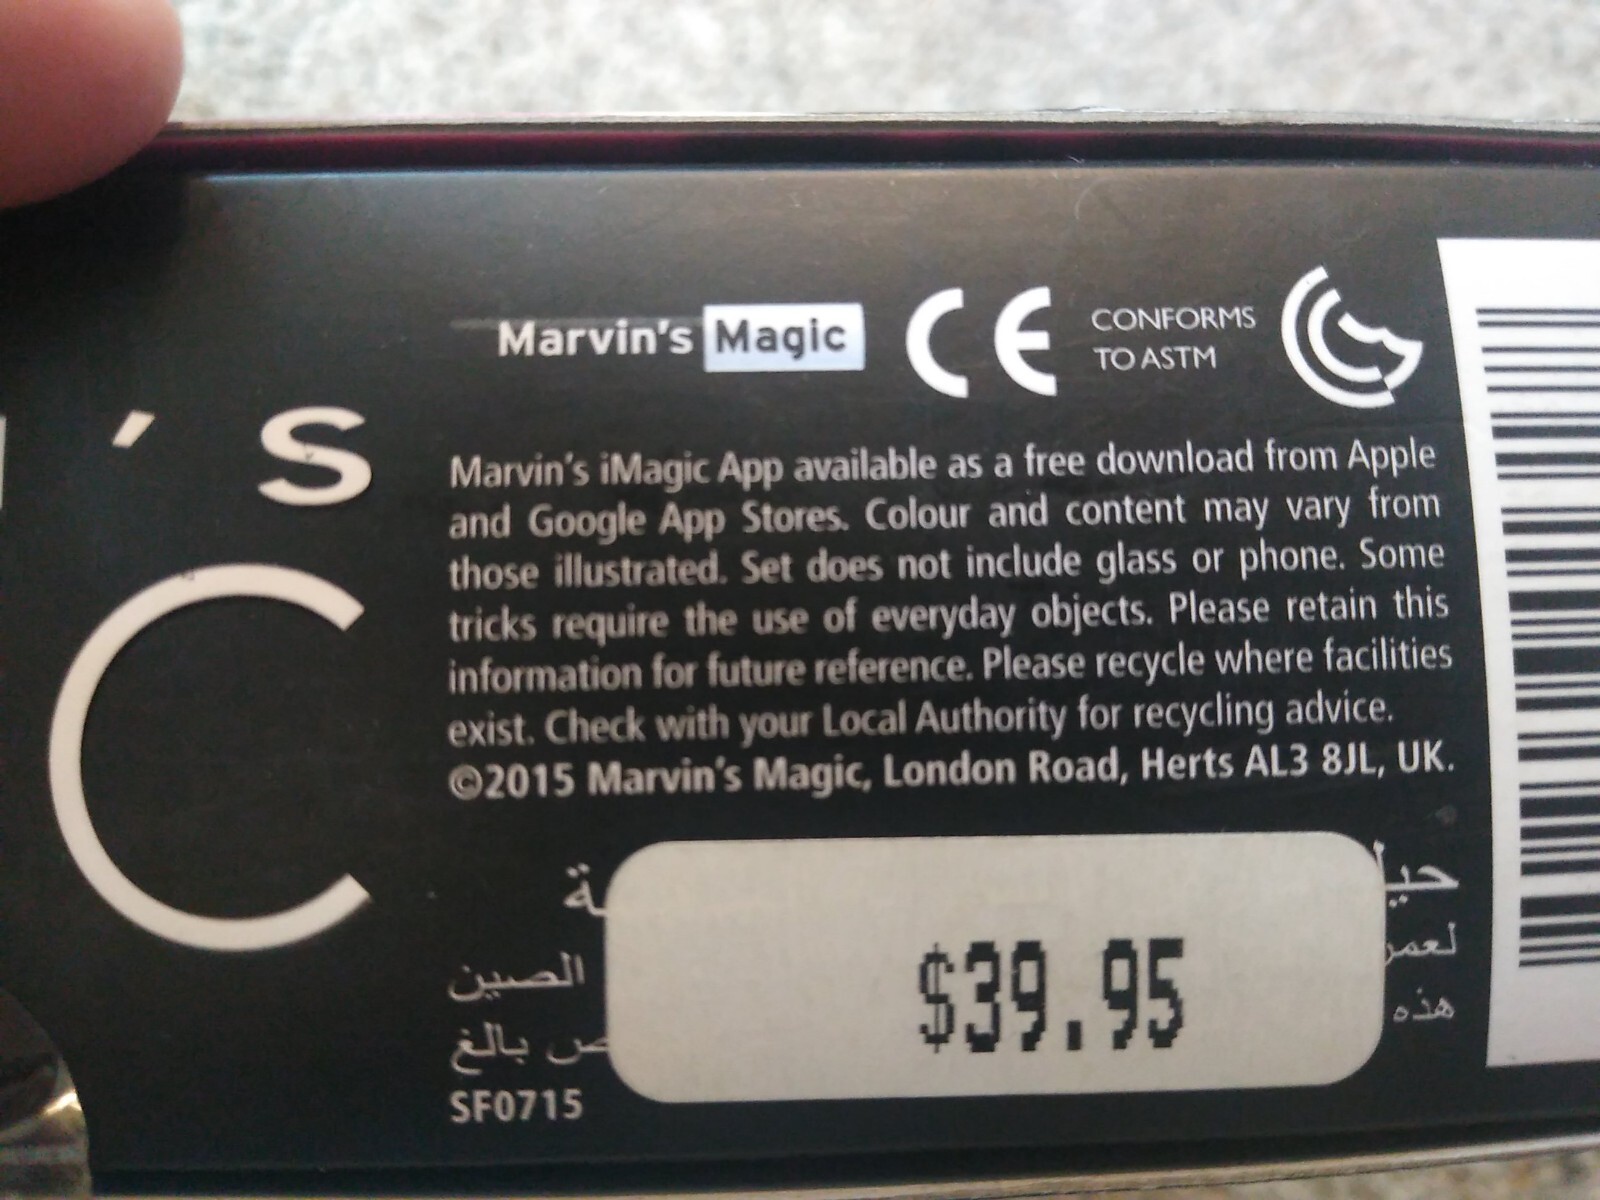 Marvin's Magic CE CONFORMS
TO ASTM
's
C
Marvin's iMagic App available as a free download from Apple
and Google App Stores. Colour and content may vary from
those illustrated. Set does not include glass or phone. Some
tricks require the use of everyday objects. Please retain this
information for future reference. Please recycle where facilities
exist. Check with your Local Authority for recycling advice.
©2015 Marvin's Magic, London Road, Herts AL3 8JL, UK.
الصين
هذه
بالغ
SF0715
$39.95